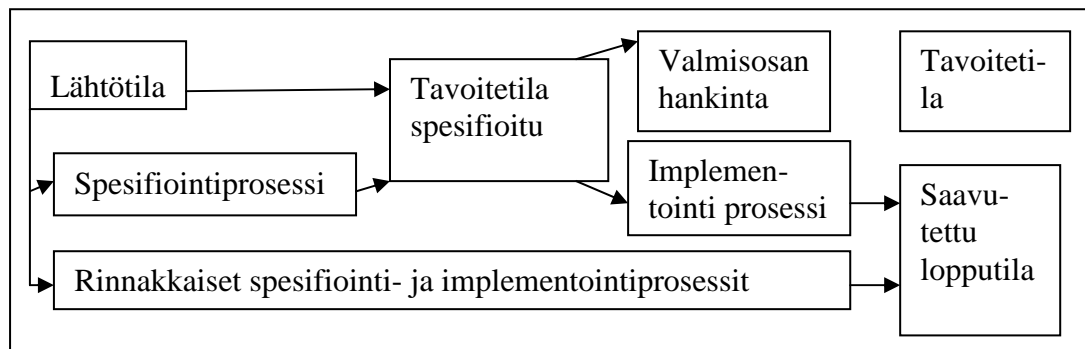 Lähtötila
Tavoitetila
spesifioitu
Valmisosan
hankinta
Tavoiteti-
la
Spesifiointiprosessi
Implemen-
tointi prosessi
Saavu-
tettu
lopputila
Rinnakkaiset spesifiointi- ja implementointiprosessit